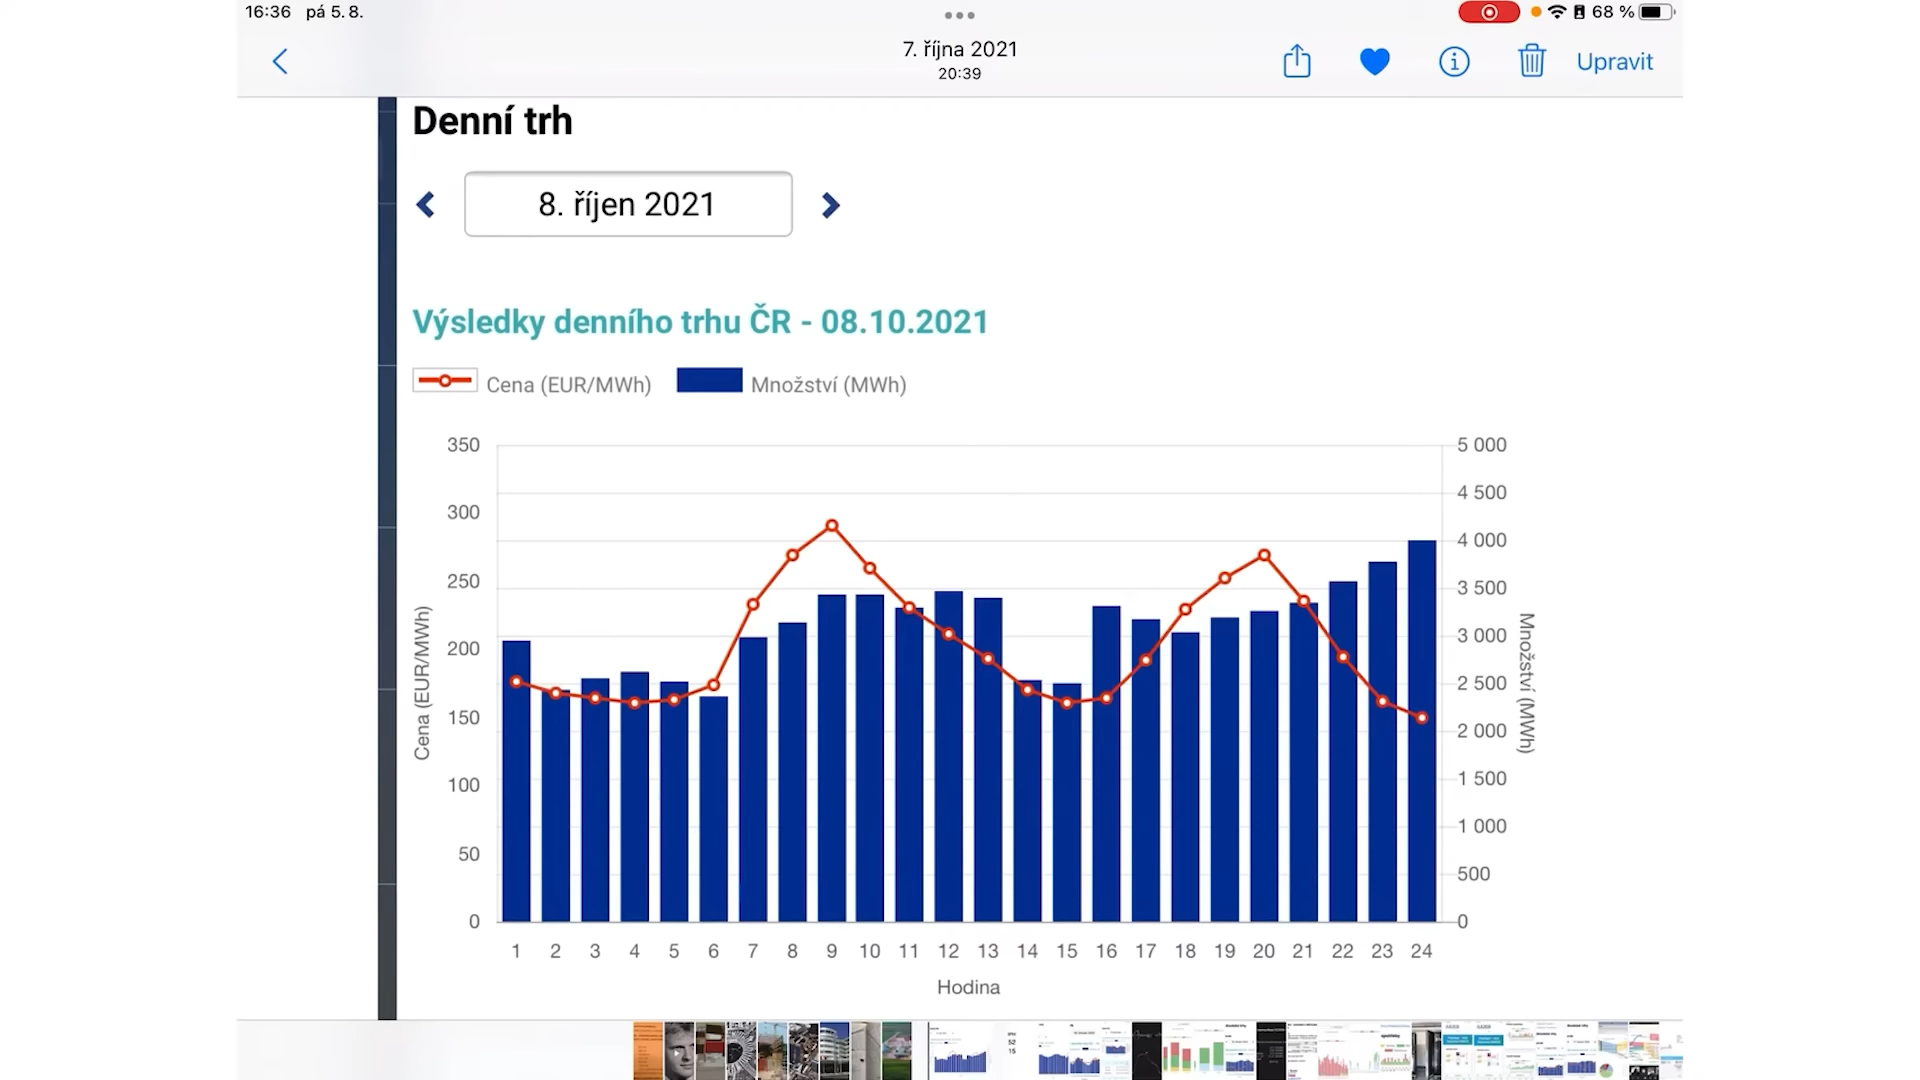 16:36 pá 5. 8.
68 %
7. října 2021
20:39
Upravit
Denní trh
8. říjen 2021
Výsledky denního trhu ČR - 08.10.2021
Cena (EUR/MWh) Množství (MWh)
350 5 000
4 500
300
4 000
250
3 500
200
3 000
2 500
150
2 000
100
1 500
1 000
50
500
0 0
Cena (EUR/MWh)
Množství (MWh)
1 2 3 4 5 6 7 8 9 10 11 12 13 14 15 16 17 18 19 20 21 22 23 24
Hodina